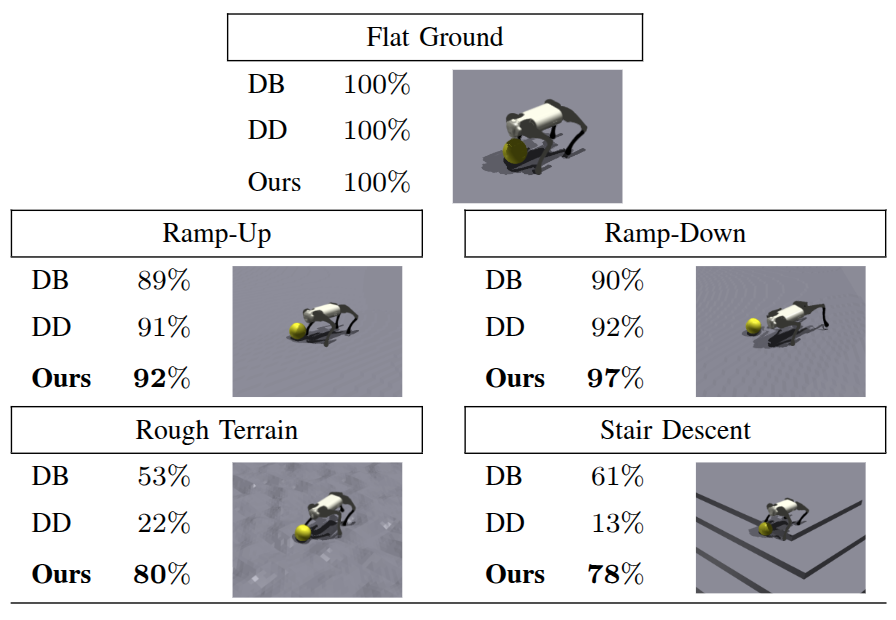 Flat Ground
DB 100%
DD 100%
Ours 100%
Ramp-Up
DB 89%
DD 91%
Ours 92%
Ramp-Down
DB 90%
DD 92%
Ours 97%
Rough Terrain
DB 53%
DD 22%
Ours 80%
Stair Descent
DB 61%
DD 13%
Ours 78%